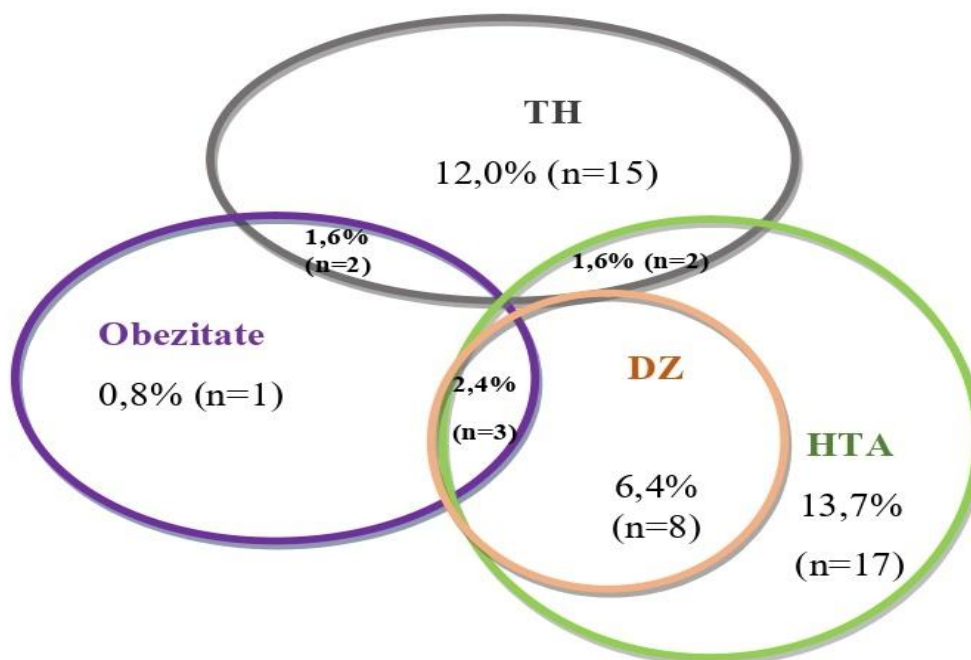 TH
12,0% (n=15)
1,6%
(n=2)
1,6% (n=2)
Obezitate
0,8% (n=1)
2,4%
(n=3)
DZ
6,4%
(n=8)
HTA
13,7%
(n=17)